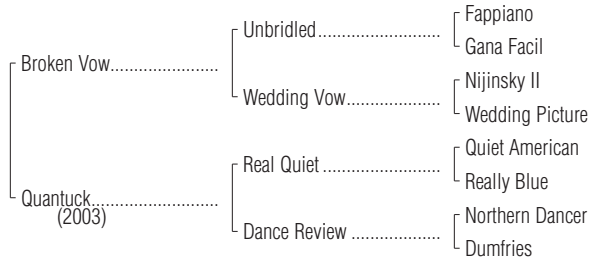 Fappiano
Unbridled..........................
Gana Facil
Broken Vow.......................
Nijinsky II
Wedding Vow....................
Wedding Picture
Quiet American
Real Quiet .........................
Really Blue
Quantuck...........................
(2003)
Northern Dancer
Dance Review ...................
Dumfries